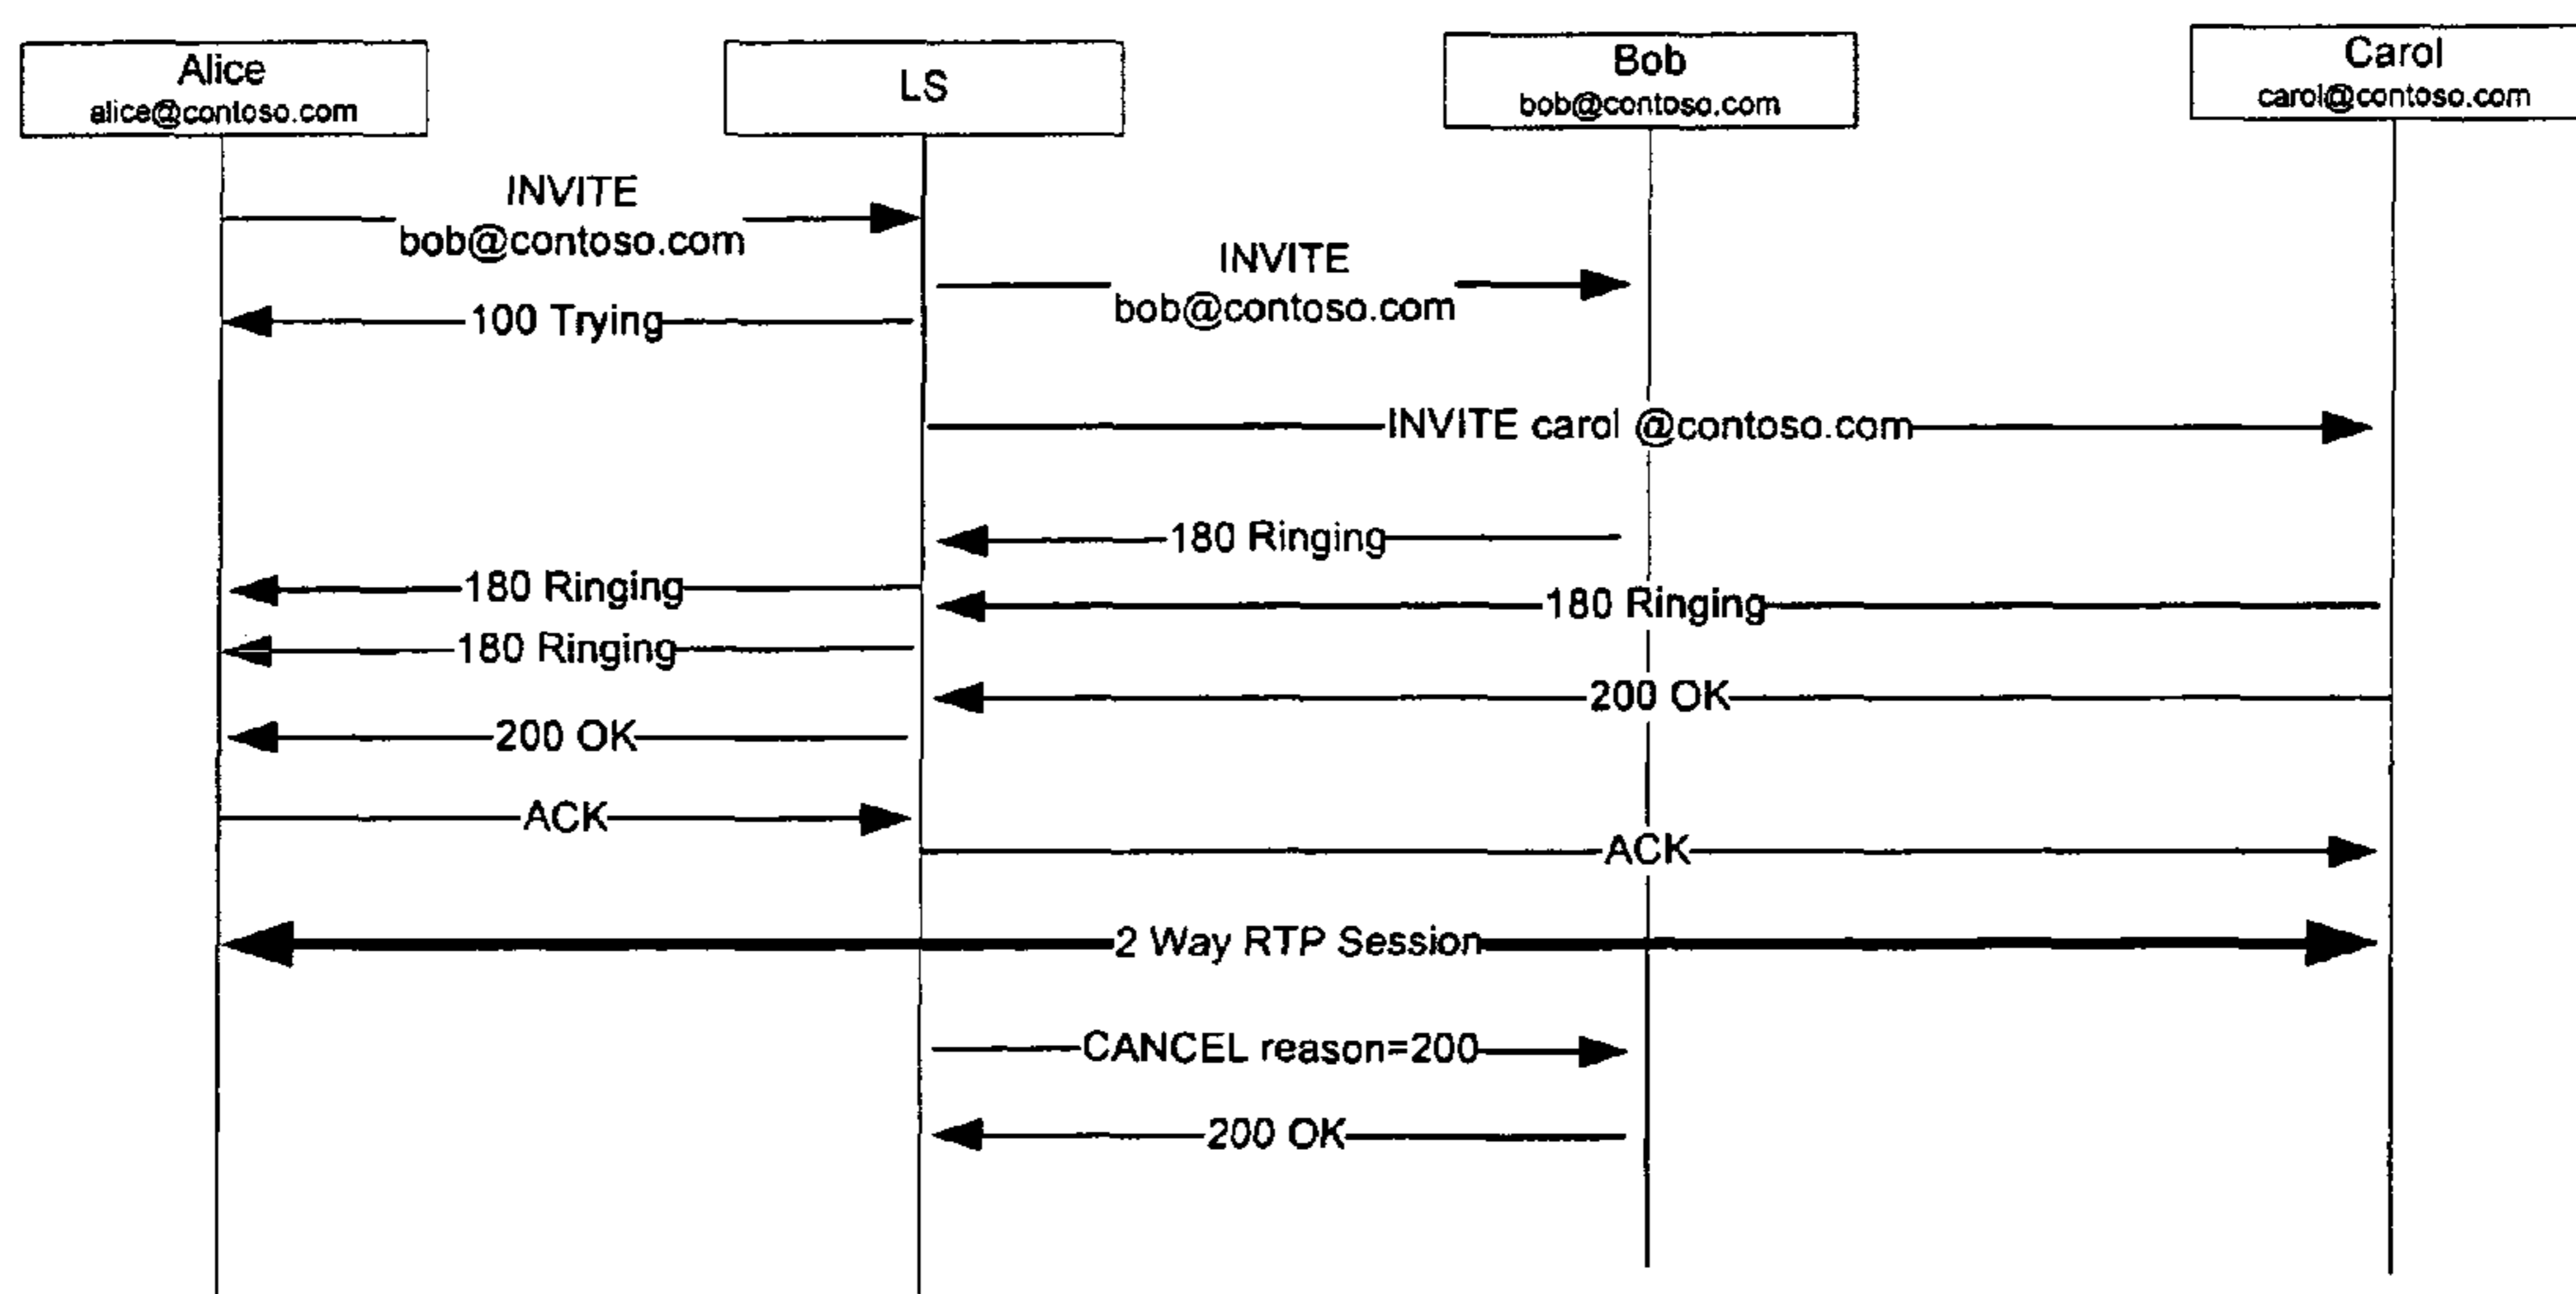 Alice
alice@contoso.com
LS
Bob
bob@contoso.com
Carol
carol@contoso.com
INVITE
bob@contoso.com
INVITE
bob@contoso.com
100 Trying
INVITE carol @contoso.com
180 Ringing
180 Ringing
180 Ringing
180 Ringing
200 OK
200 OK
ACK
ACK
2 Way RTP Session
CANCEL reason=200
200 OK